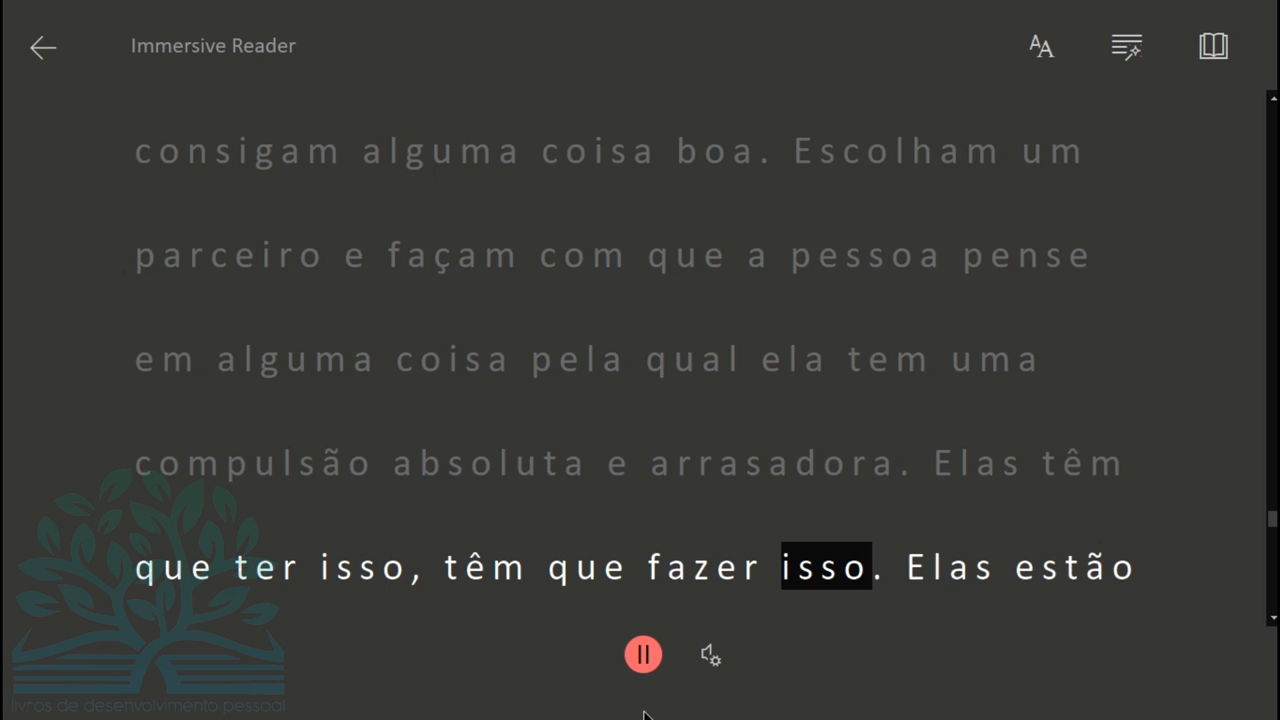 Immersive Reader
consigam alguma coisa boa. Escolham um
parceiro e façam com que a pessoa pense
em alguma coisa pela qual ela tem uma
compulsão absoluta e arrasadora. Elas têm
que ter isso, têm que fazer isso. Elas estão
livros de desenvolvimento pessoal